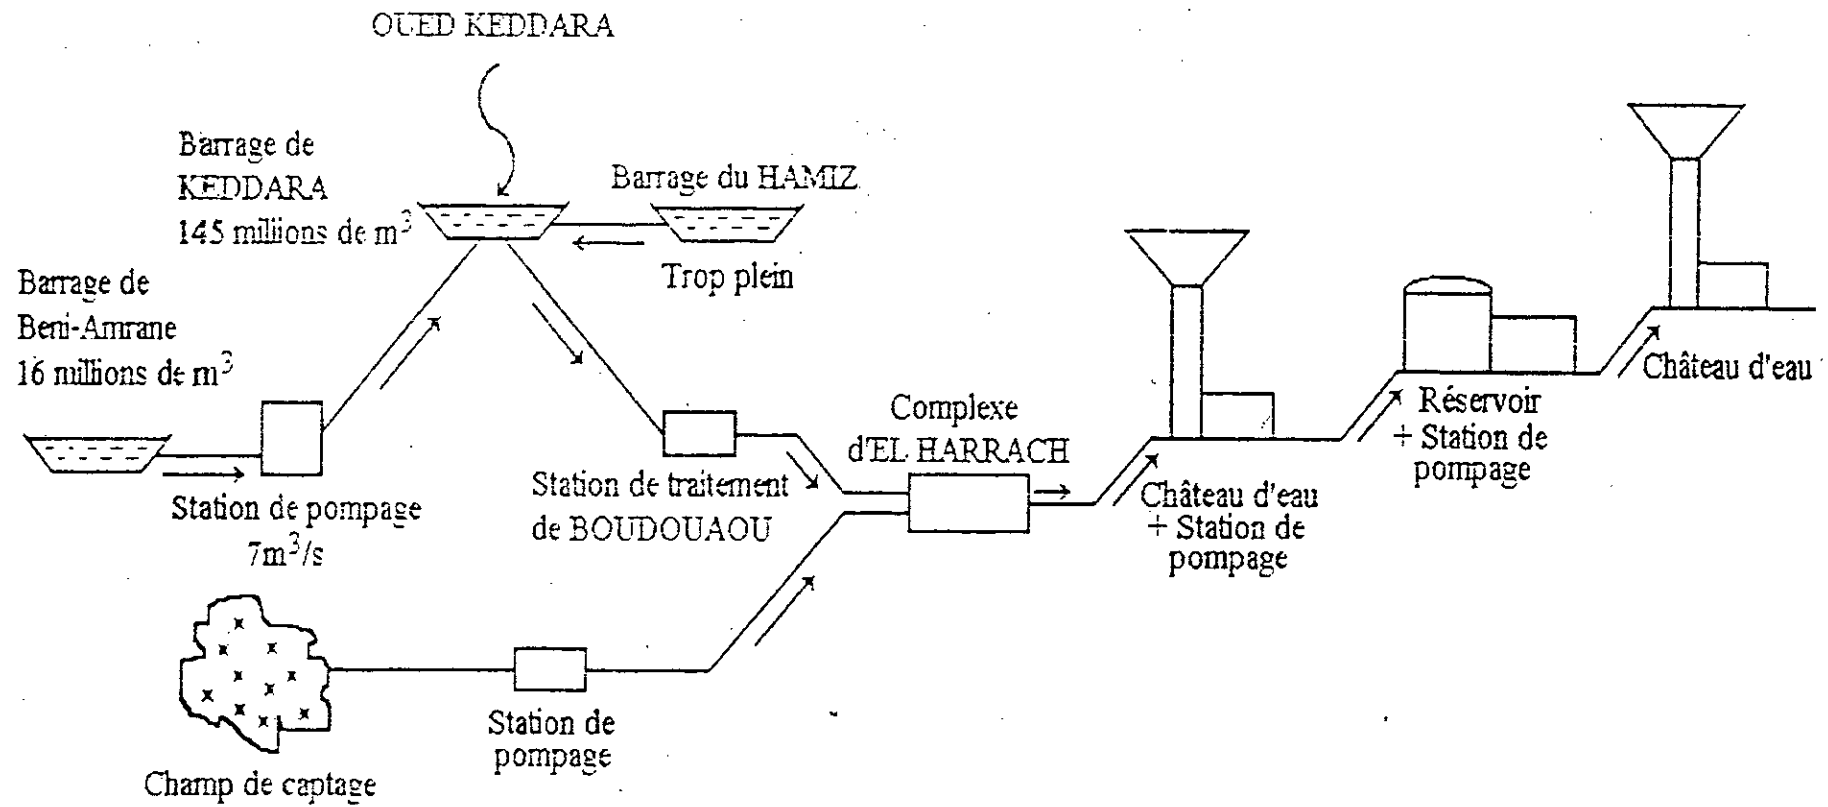 OUED KEDDARA
Barrage de
KEDDARA
145 millions de m³
Barrage du HAMIZ
Trop plein
Barrage de
Beni-Amrane
16 millions de m³
Station de pompage
7m³/s
Station de traitement
de BOUDOUAOU
Complexe
d'EL HARRACH
Château d'eau
+ Station de
pompage
Réservoir
+ Station de
pompage
Château d'eau
Champ de captage
Station de
pompage